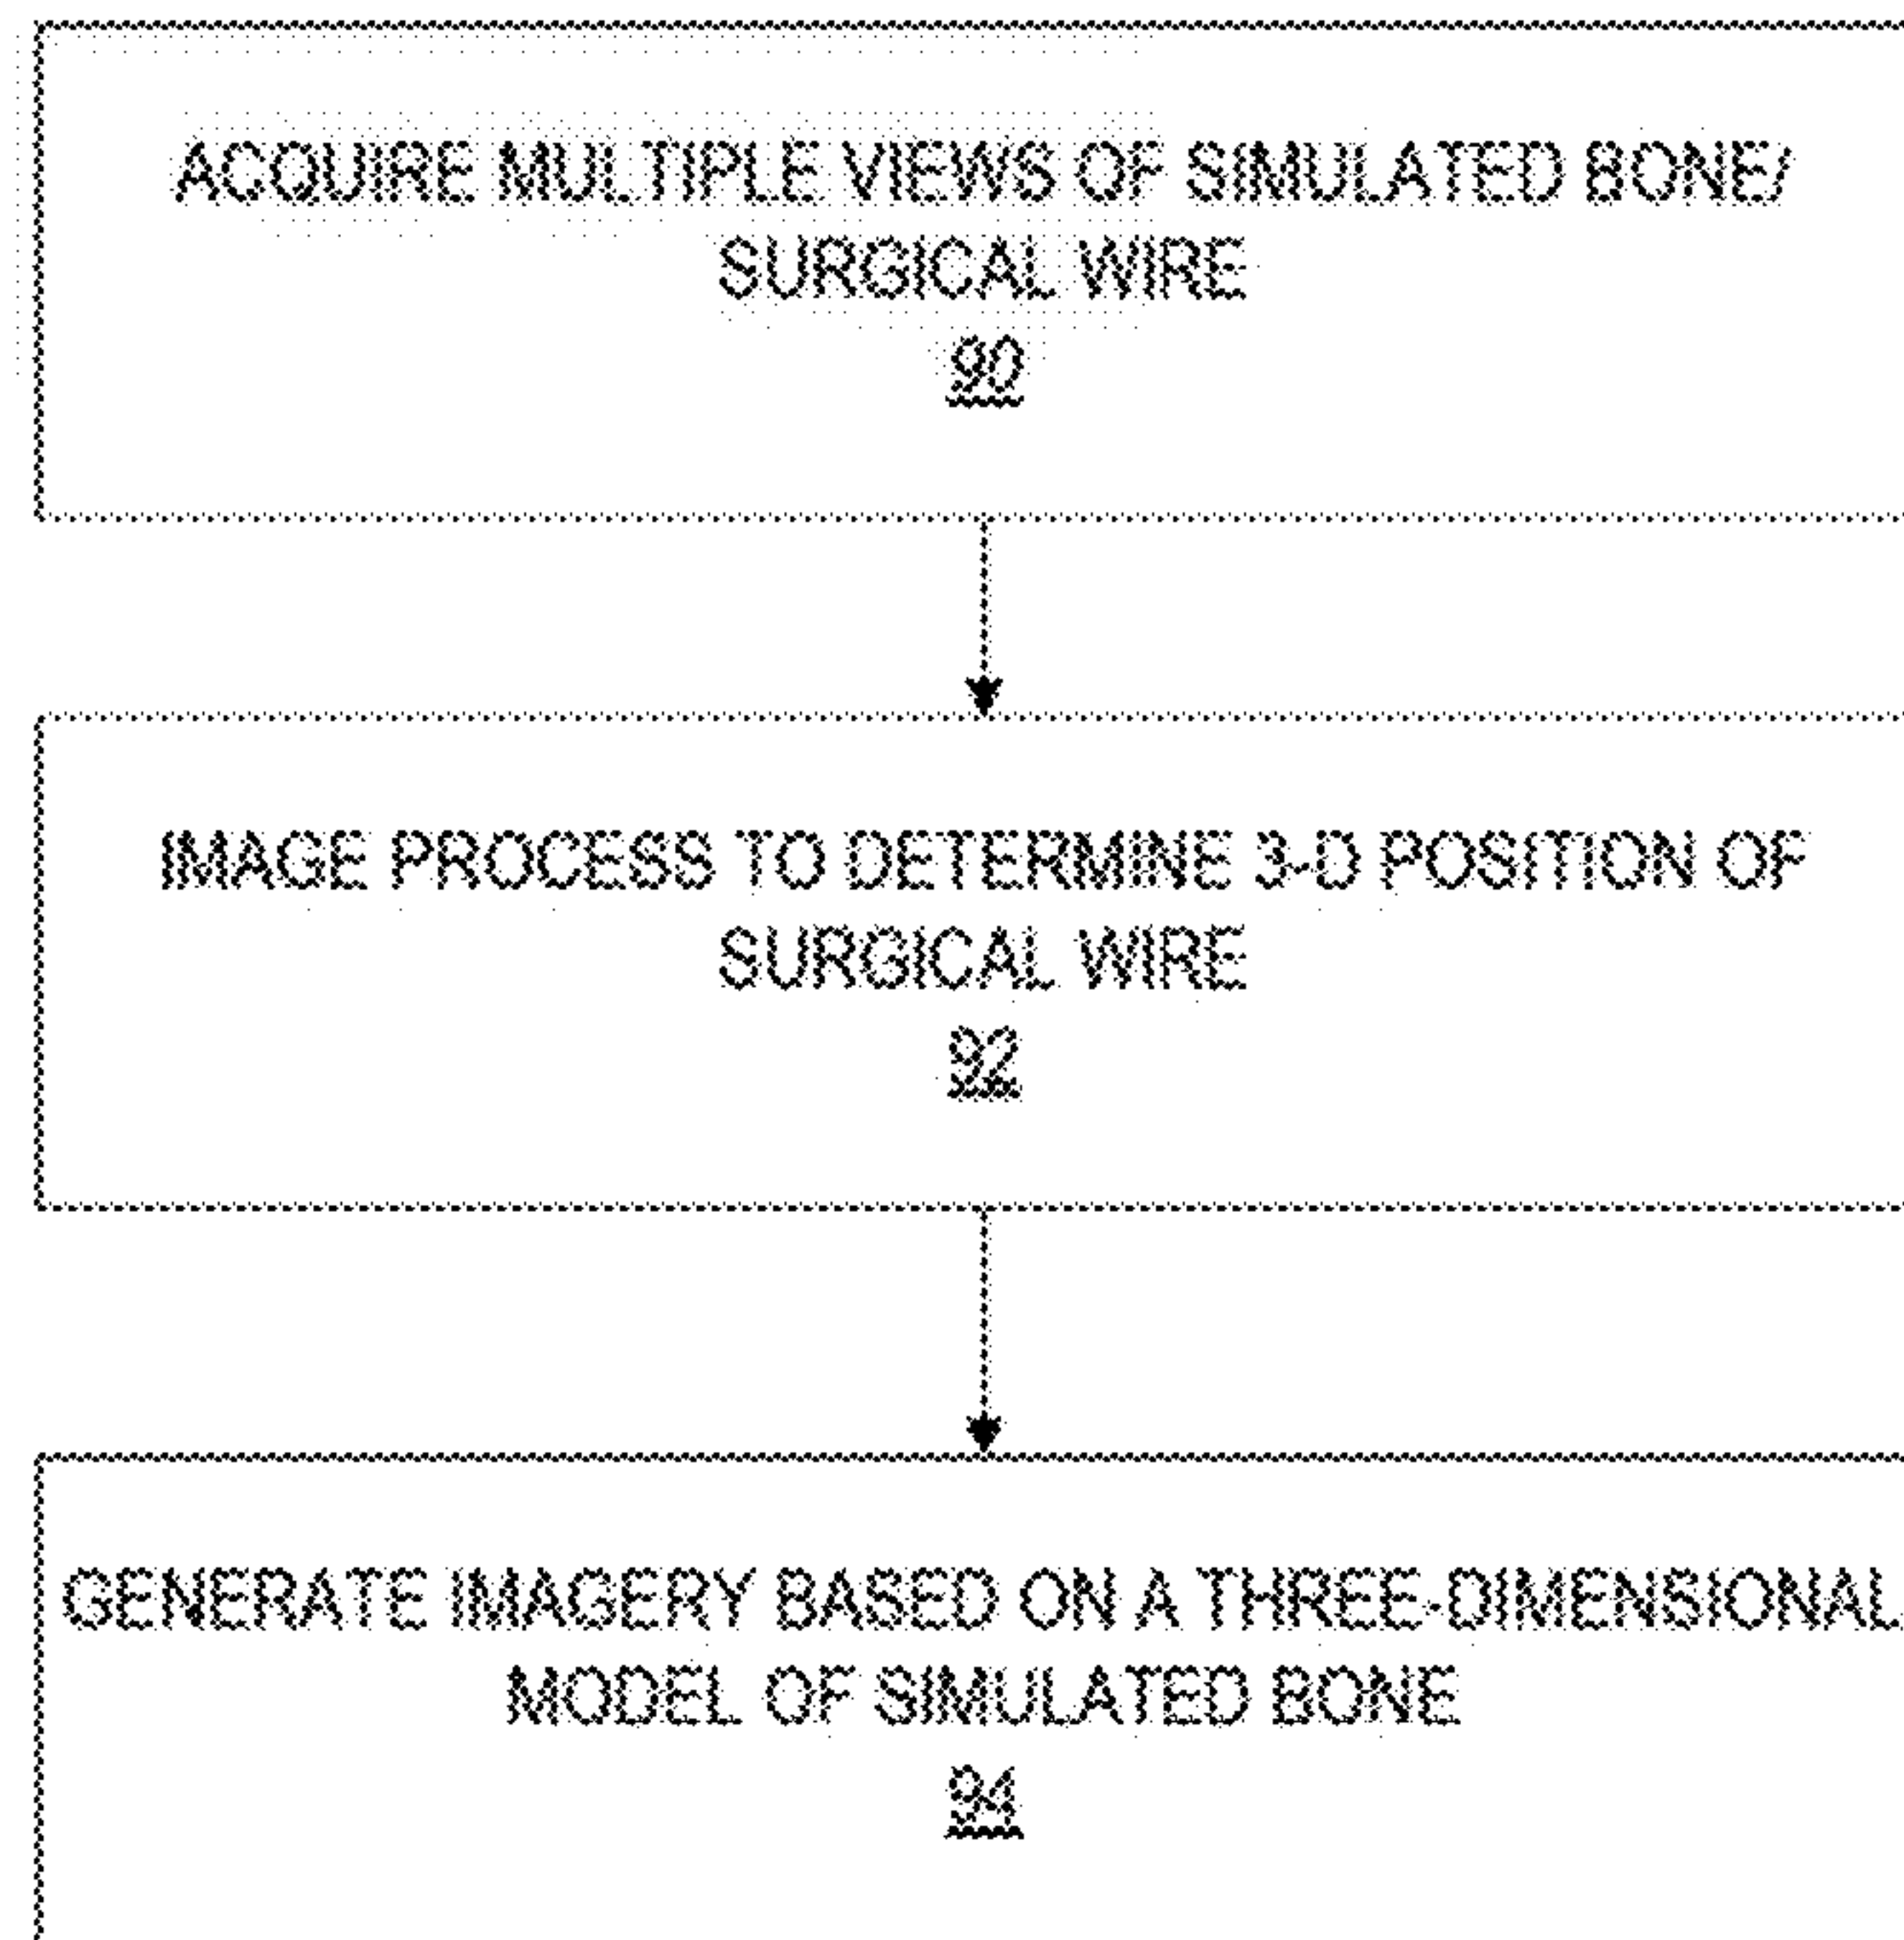 ACQUIRE MULTIPLE VIEWS OF SIMULATED BONE/
SURGICAL WIRE
90
IMAGE PROCESS TO DETERMINE 3-D POSITION OF
SURGICAL WIRE
92
GENERATE IMAGERY BASED ON A THREE-DIMENSIONAL
MODEL OF SIMULATED BONE
94